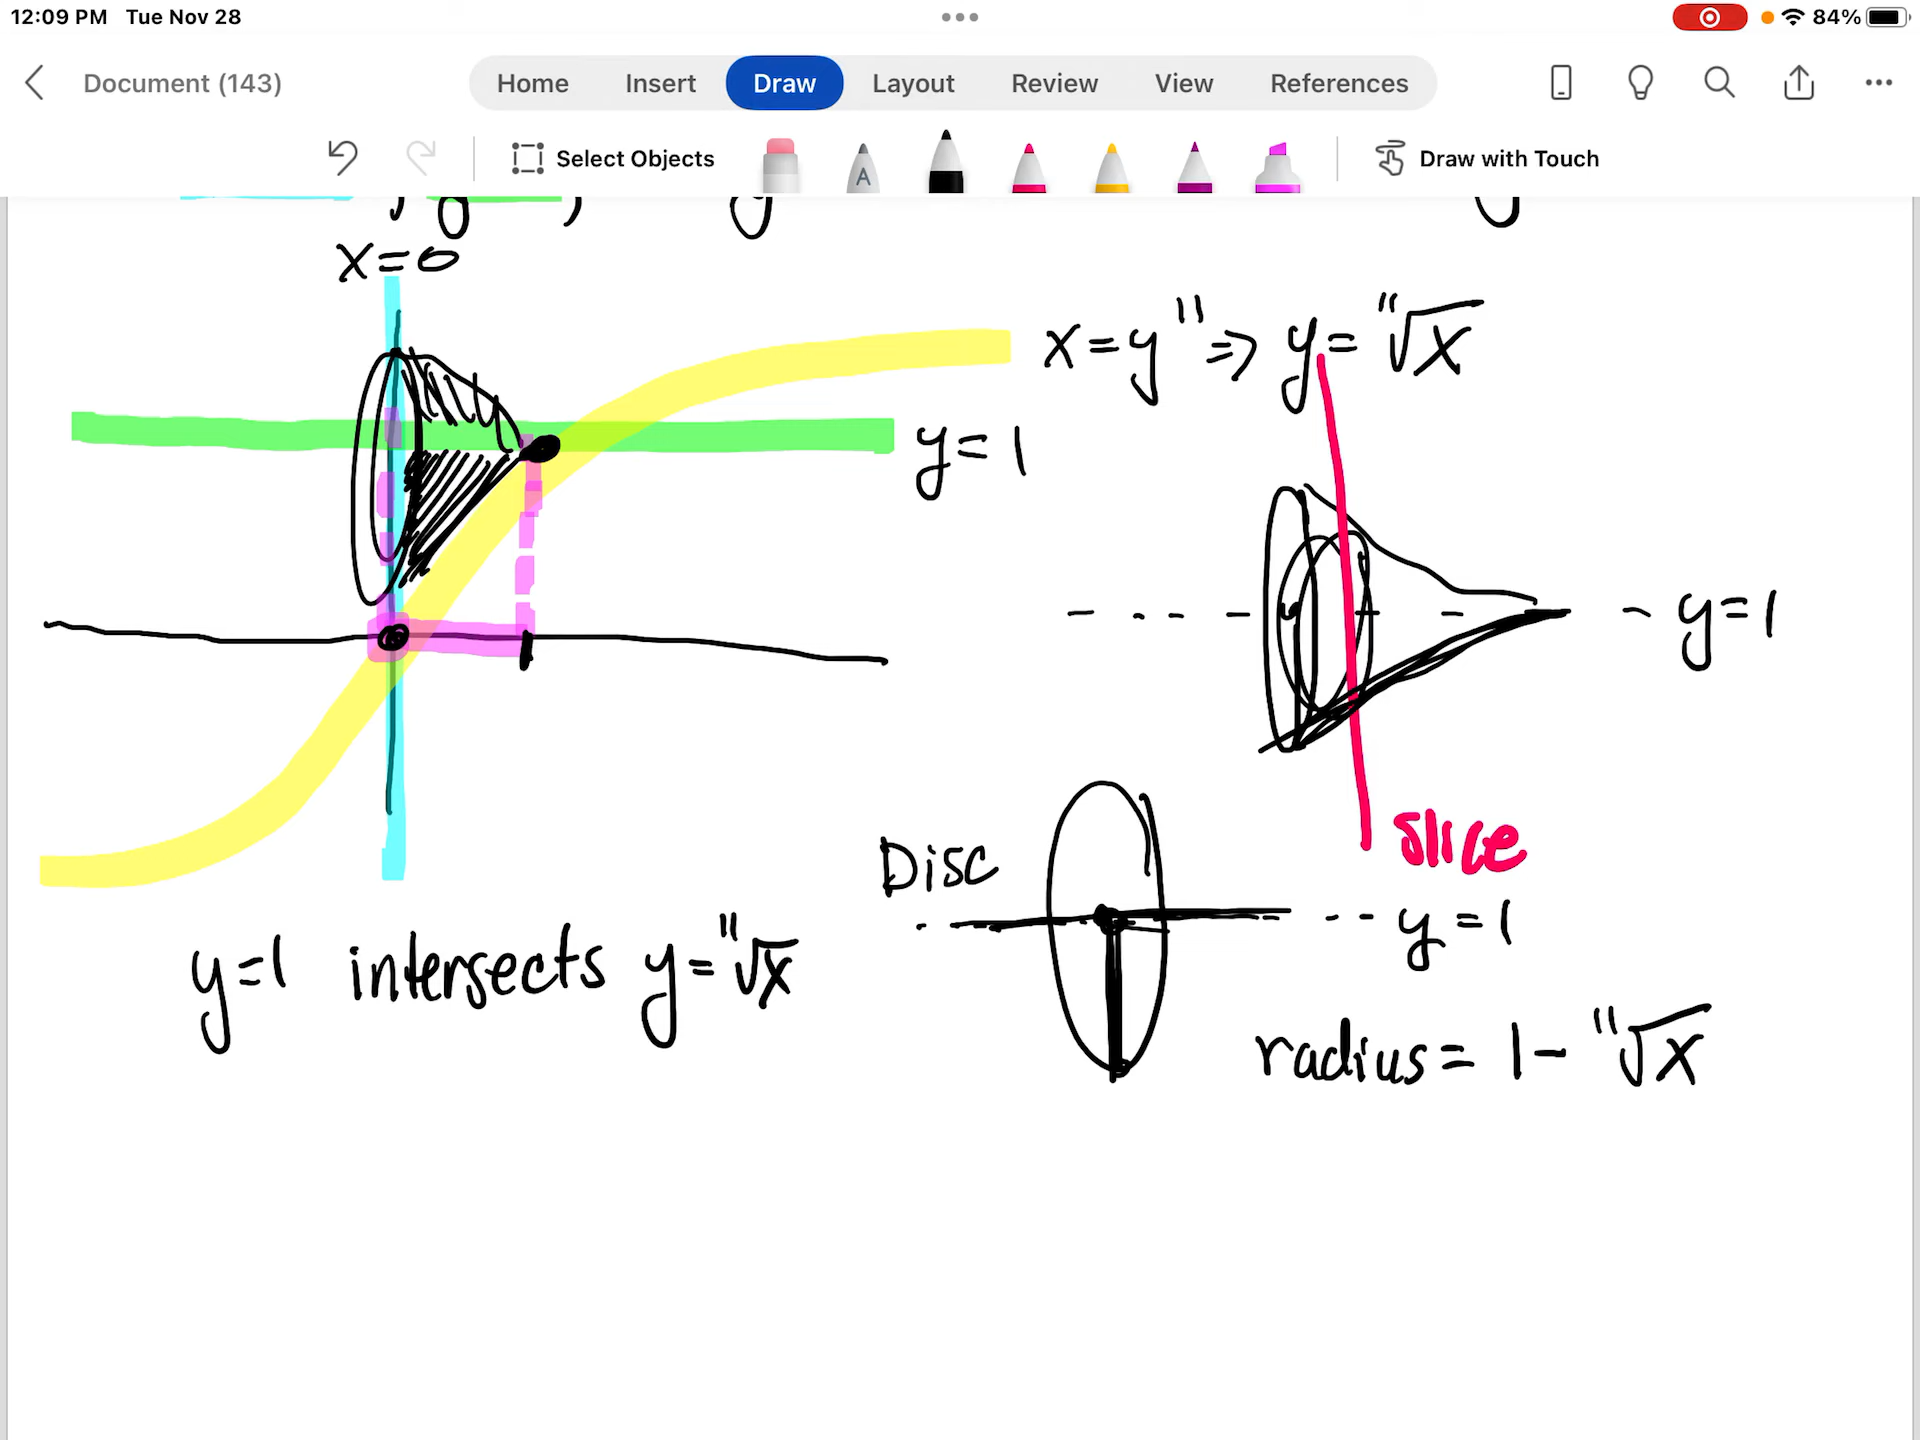 12:09 PM Tue Nov 28
84%
Document (143)
Home Insert Draw Layout Review View References
Select Objects
A
Draw with Touch
x=0
x=y¹¹ ⇒ y= ¹¹√x
y=1
y=1
slice
Disc
y=1
y=1 intersects y= ¹¹√x
radius= 1- ¹¹√x